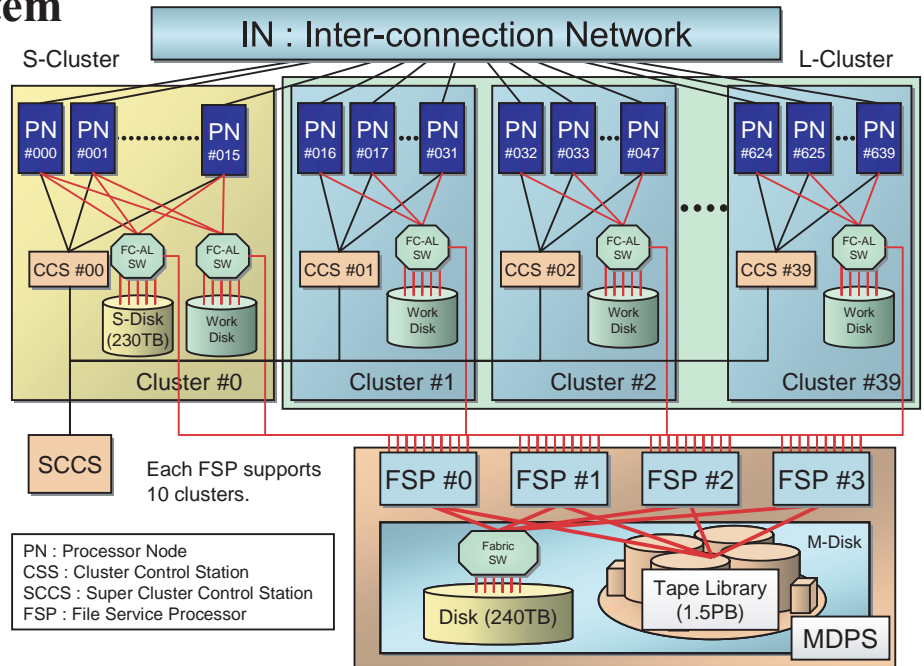 tem
IN : Inter-connection Network
S-Cluster
L-Cluster
PN #000
PN #001
PN #015
PN #016
PN #017
PN #031
PN #032
PN #033
PN #047
PN #624
PN #625
PN #639
CCS #00
FC-AL SW
FC-AL SW
CCS #01
FC-AL SW
CCS #02
FC-AL SW
CCS #39
FC-AL SW
S-Disk (230TB)
Work Disk
Work Disk
Work Disk
Work Disk
Cluster #0
Cluster #1
Cluster #2
Cluster #39
SCCS
Each FSP supports
10 clusters.
FSP #0
FSP #1
FSP #2
FSP #3
PN : Processor Node
CSS : Cluster Control Station
SCCS : Super Cluster Control Station
FSP : File Service Processor
Fabric SW
M-Disk
Disk (240TB)
Tape Library
(1.5PB)
MDPS